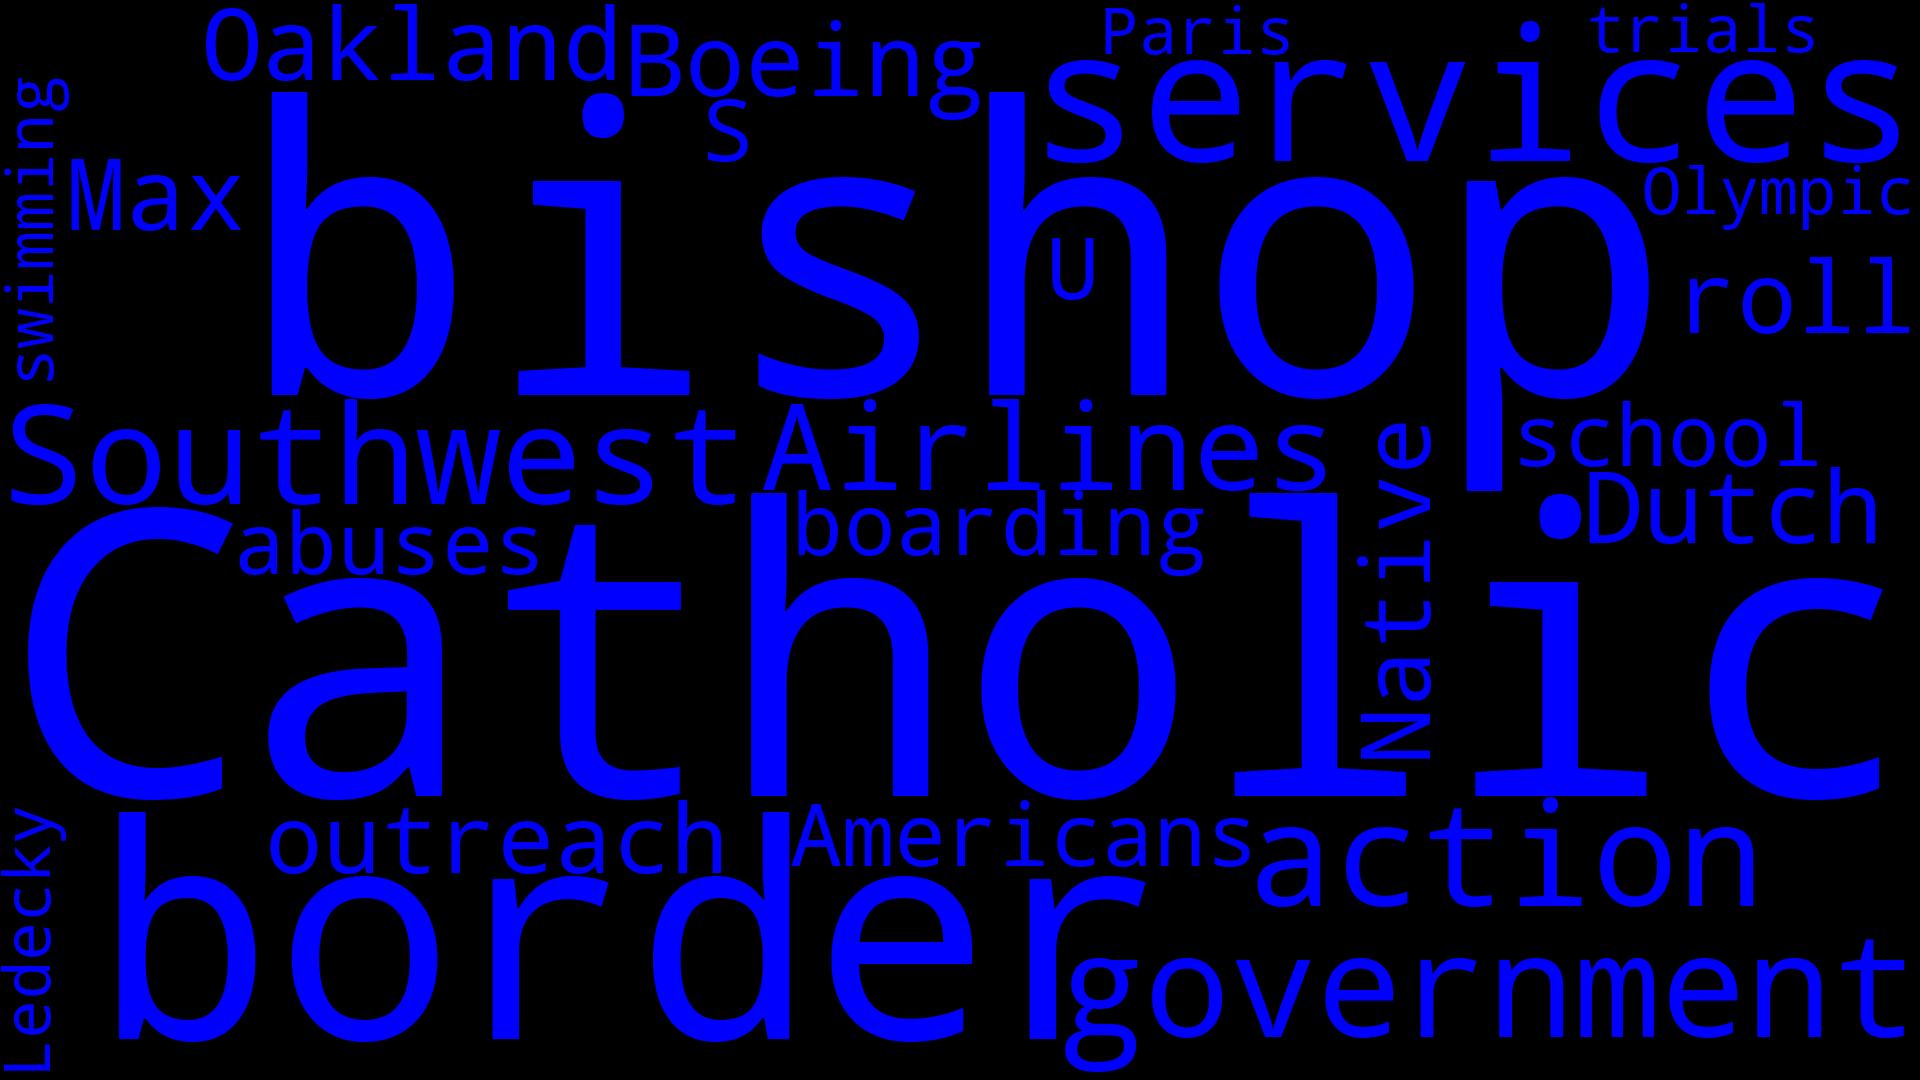 Oakland
Boeing
Paris
trials
services
swimming
S
Max
bishop
Olympic
U
roll
Southwest
Airlines
Native
school
Dutch
abuses
boarding
Catholic
Ledecky
outreach
Americans
action
border
government